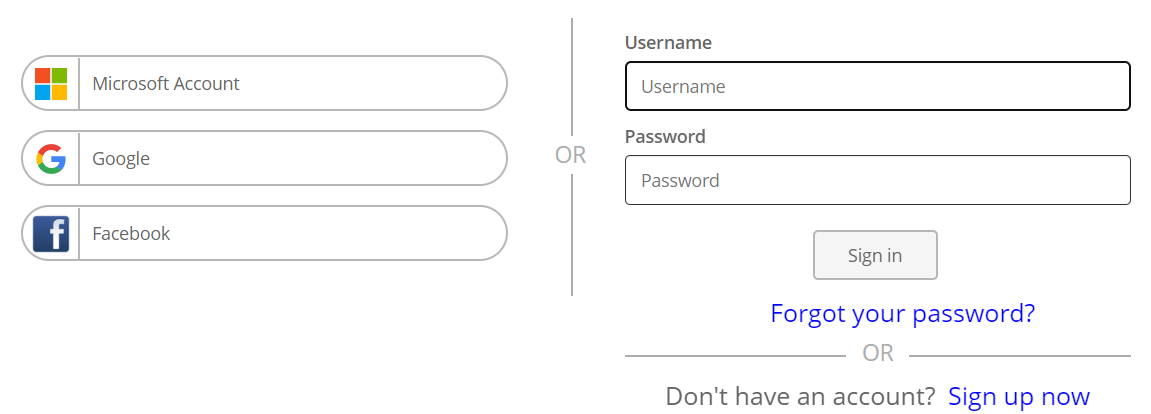 Microsoft Account
Google
Facebook
OR
Username
Username
Password
Password
Sign in
Forgot your password?
OR
Don't have an account? Sign up now